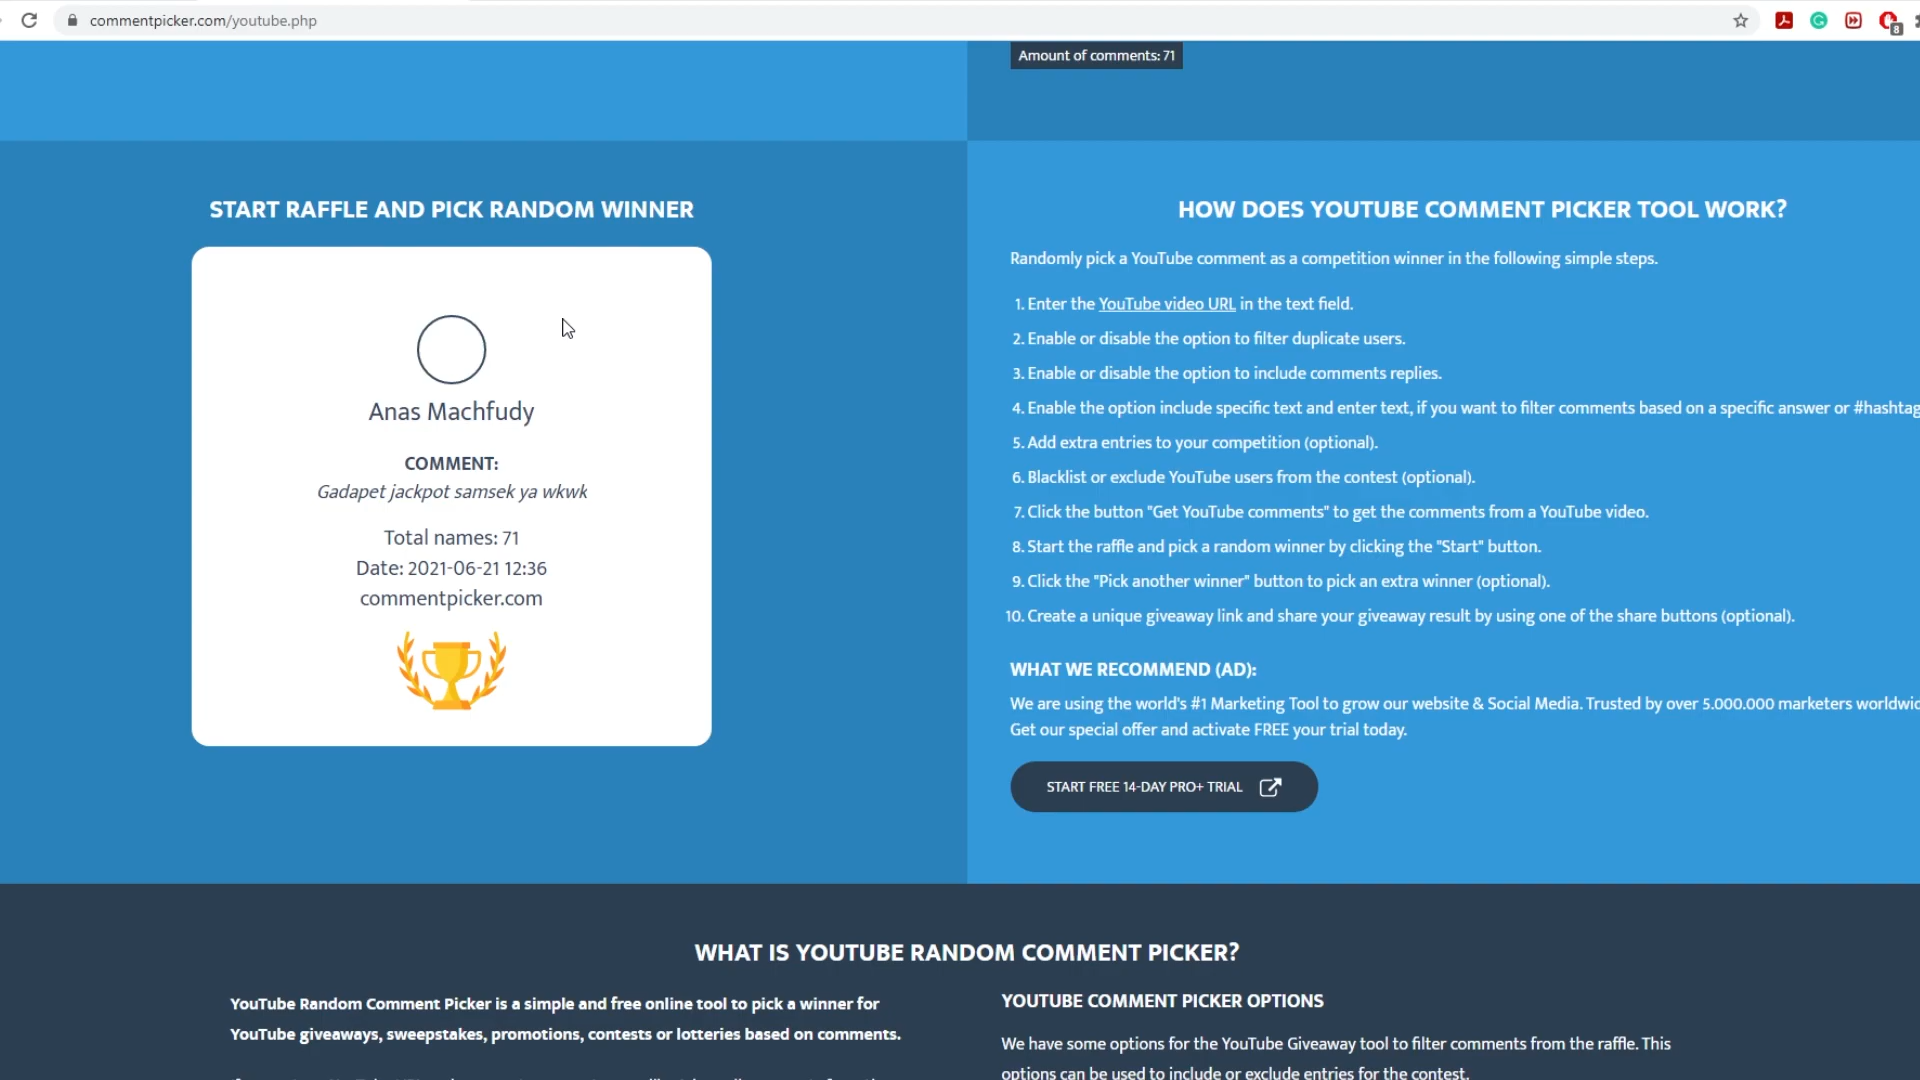 commentpicker.com/youtube.php
8
Amount of comments: 71
START RAFFLE AND PICK RANDOM WINNER
Anas Machfudy
COMMENT:
Gadapet jackpot samsek ya wkwk
Total names: 71
Date: 2021-06-21 12:36
commentpicker.com
HOW DOES YOUTUBE COMMENT PICKER TOOL WORK?
Randomly pick a YouTube comment as a competition winner in the following simple steps.
1. Enter the YouTube video URL in the text field.
2. Enable or disable the option to filter duplicate users.
3. Enable or disable the option to include comments replies.
4. Enable the option include specific text and enter text, if you want to filter comments based on a specific answer or #hashtag
5. Add extra entries to your competition (optional).
6. Blacklist or exclude YouTube users from the contest (optional).
7. Click the button "Get YouTube comments" to get the comments from a YouTube video.
8. Start the raffle and pick a random winner by clicking the "Start" button.
9. Click the "Pick another winner" button to pick an extra winner (optional).
10. Create a unique giveaway link and share your giveaway result by using one of the share buttons (optional).
WHAT WE RECOMMEND (AD):
We are using the world's #1 Marketing Tool to grow our website & Social Media. Trusted by over 5.000.000 marketers
Get our special offer and activate FREE your trial today.
START FREE 14-DAY PRO+ TRIAL
WHAT IS YOUTUBE RANDOM COMMENT PICKER?
YouTube Random Comment Picker is a simple and free online tool to pick a winner for
YouTube giveaways, sweepstakes, promotions, contests or lotteries based on comments.
YOUTUBE COMMENT PICKER OPTIONS
We have some options for the YouTube Giveaway tool to filter comments from the raffle. This
options can be used to include or exclude entries for the contest.